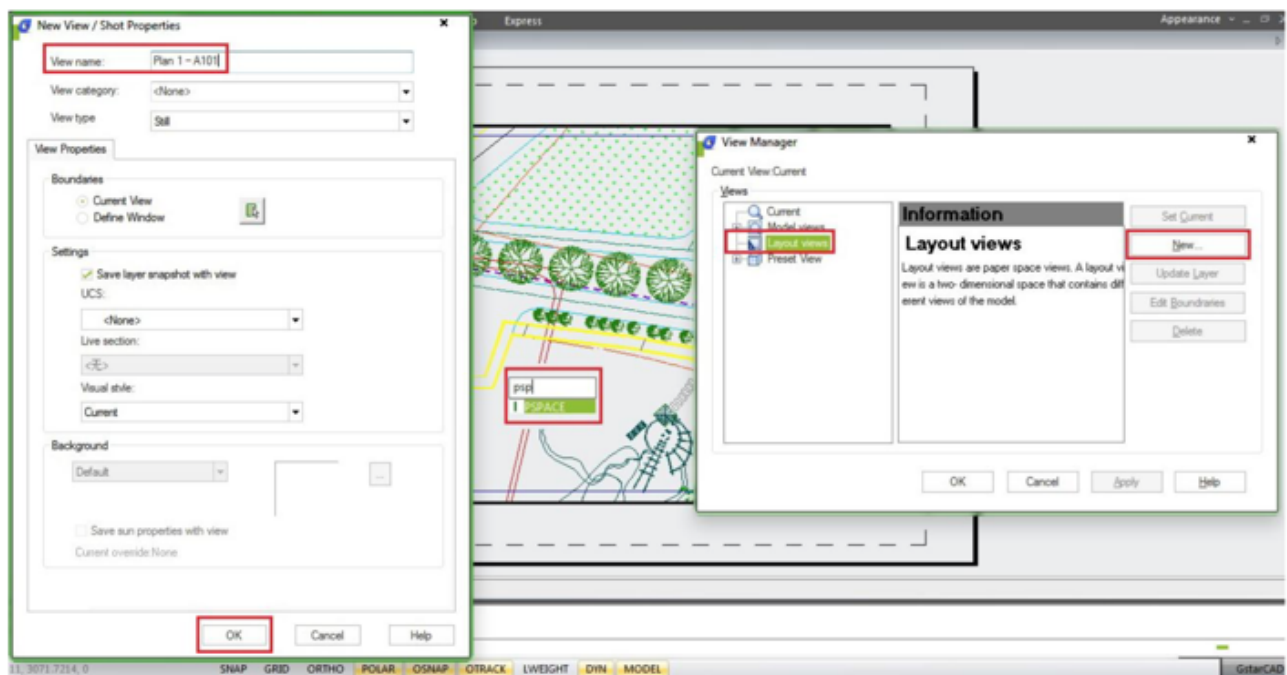 Express
Appearance
New View / Shot Properties
View name:
Plan 1 - A101
View category:
<None>
View type
Still
View Properties
Boundaries
Current View
Define Window
Settings
Save layer snapshot with view
UCS:
<None>
Live section:
<无>
Visual style:
Current
Background
Default
...
Save sun properties with view
Current override:None
OK
Cancel
Help
psp
PSPACE
View Manager
Current View:Current
Views
Current
Model views
Layout views
Preset View
Information
Layout views
Layout views are paper space views. A layout vi
ew is a two- dimensional space that contains diff
erent views of the model.
Set Current
New...
Update Layer
Edit Boundaries
Delete
OK
Cancel
Apply
Help
11, 3071.7214, 0
SNAP GRID ORTHO POLAR OSNAP OTRACK LWEIGHT DYN MODEL
GstarCAD